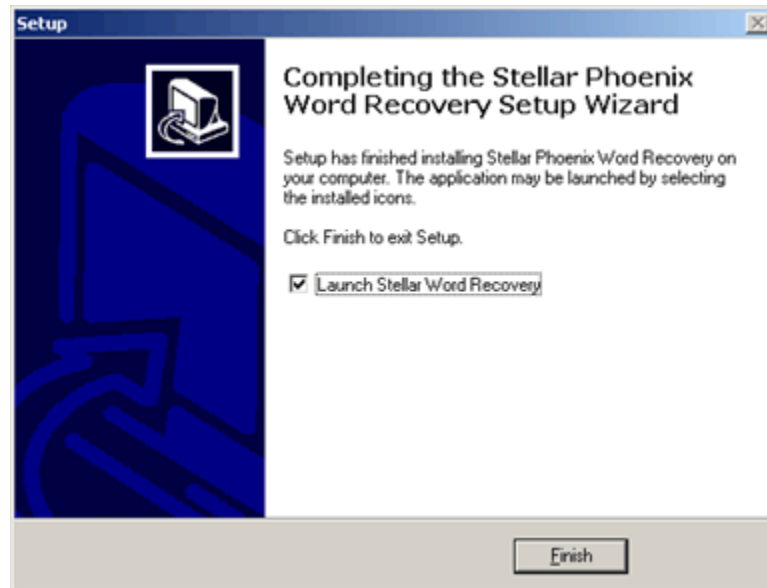 Setup
Completing the Stellar Phoenix
Word Recovery Setup Wizard
Setup has finished installing Stellar Phoenix Word Recovery on
your computer. The application may be launched by selecting
the installed icons.
Click Finish to exit Setup.
Launch Stellar Word Recovery
Finish